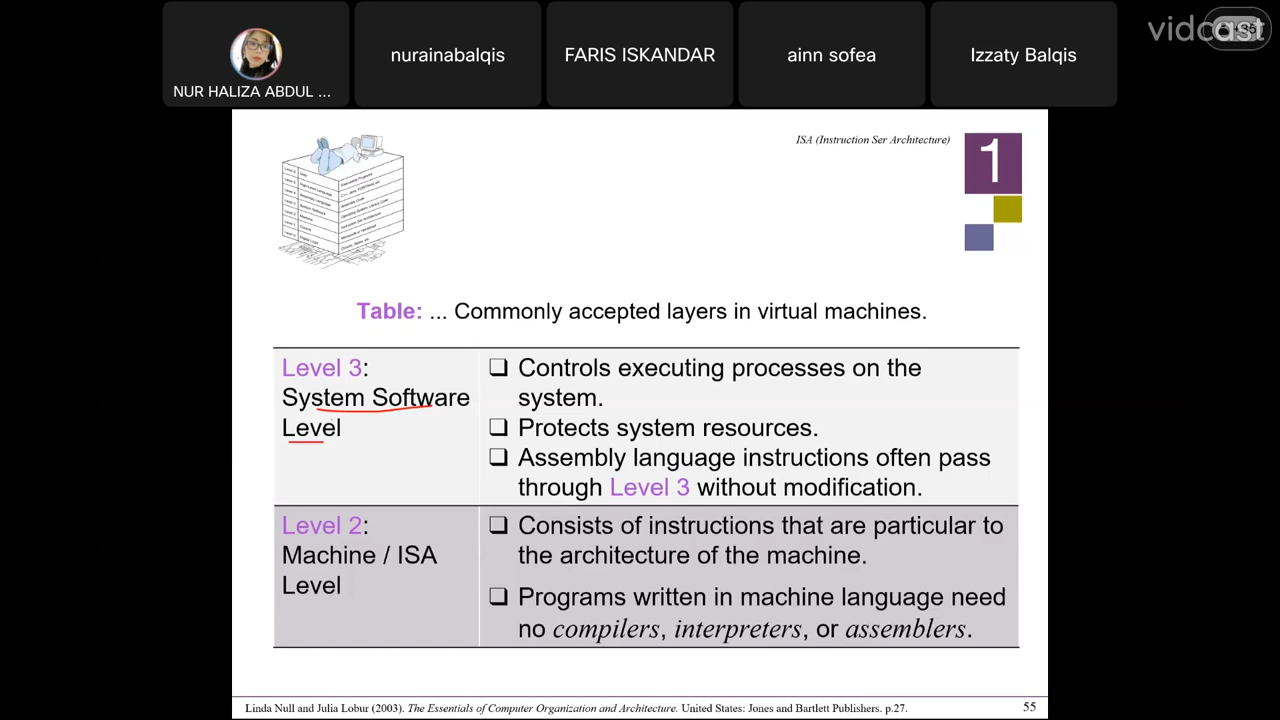 vidcast
NUR HALIZA ABDUL ...
nurainabalqis
FARIS ISKANDAR
ainn sofea
Izzaty Balqis
ISA (Instruction Ser Architecture)
1
Table: ... Commonly accepted layers in virtual machines.
Level 3:
System Software
Level
❑ Controls executing processes on the
system.
❑ Protects system resources.
❑ Assembly language instructions often pass
through Level 3 without modification.
Level 2:
Machine / ISA
Level
❑ Consists of instructions that are particular to
the architecture of the machine.
❑ Programs written in machine language need
no compilers, interpreters, or assemblers.
Linda Null and Julia Lobur (2003). The Essentials of Computer Organization and Architecture. United States: Jones and Bartlett Publishers. p.27.
55